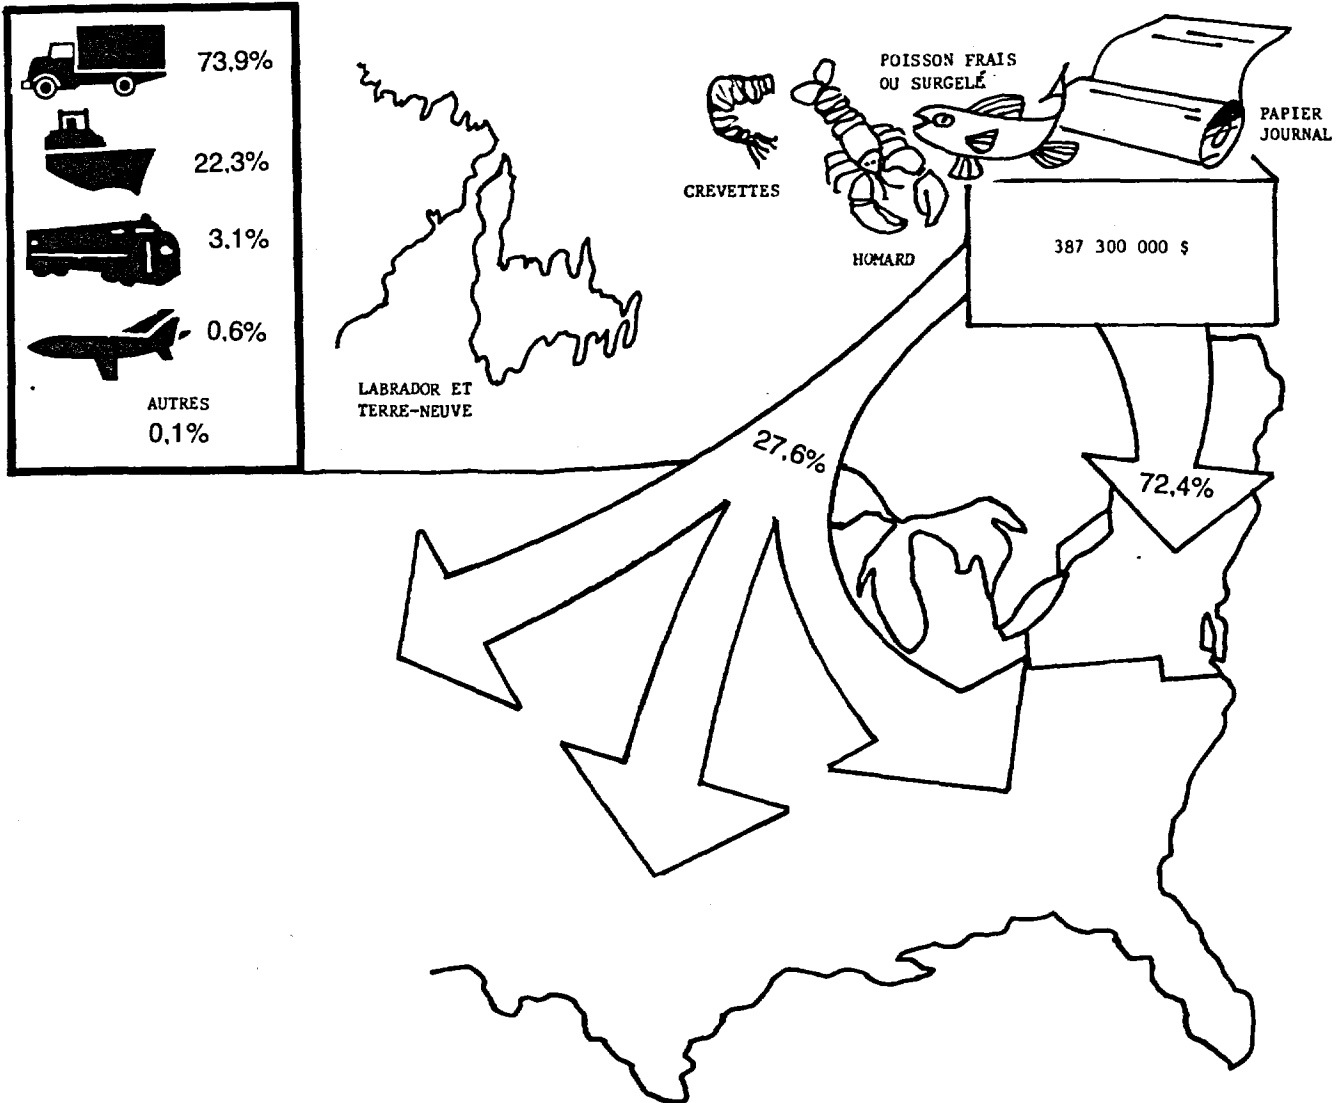 73,9%
22,3%
3.1%
0,6%
AUTRES
0,1%
LABRADOR ET
TERRE-NEUVE
CREVETTES
HOMARD
POISSON FRAIS
OU SURGELÉ
PAPIER
JOURNAL
387 300 000 $
27,6%
72,4%